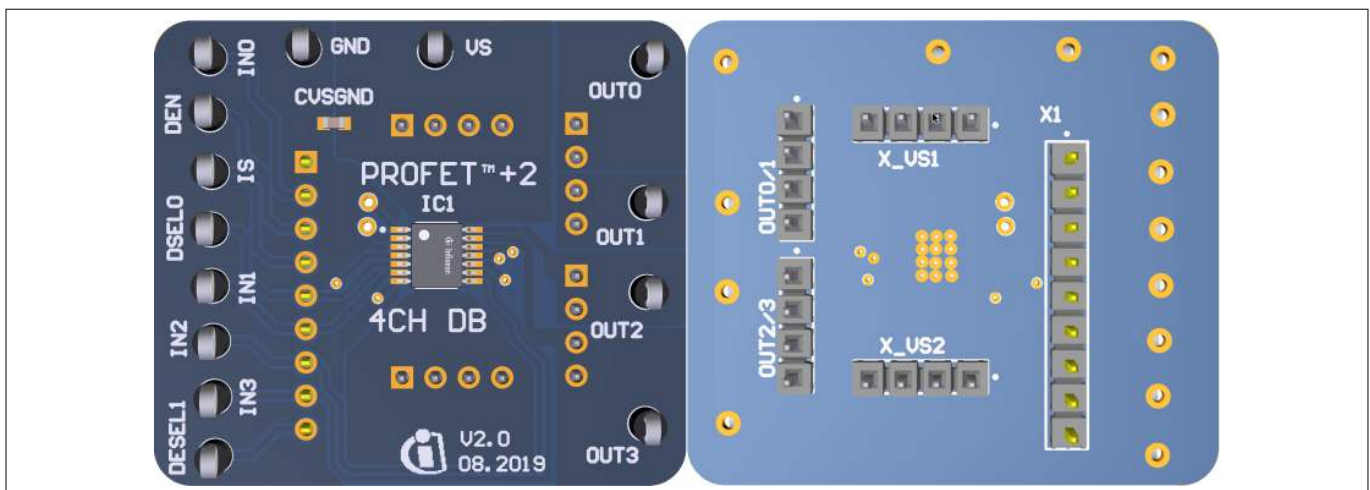 IN0
GND
VS
OUT0
DEN
CVSGND
IS
PROFET™+2
IC1
DSEL0
OUT1
IN1
4CH DB
OUT2
IN2
IN3
DESEL1
V2.0
08.2019
OUT3
Infineon
X_VS1
X1
OUT0/1
OUT2/3
X_VS2